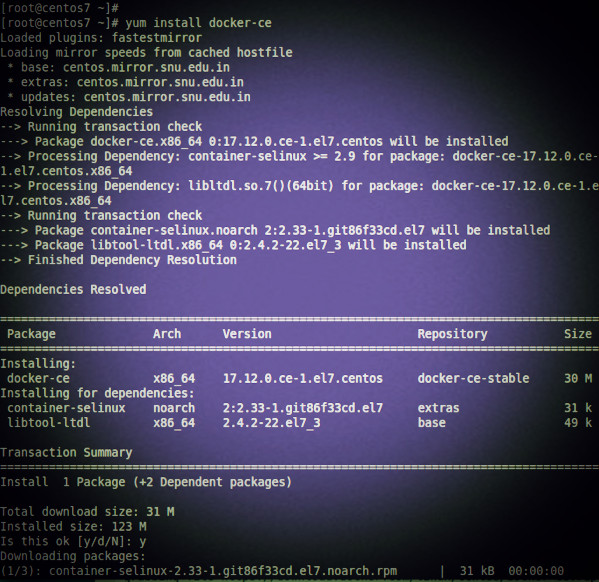 [root@centos7 ~]#
[root@centos7 ~]# yum install docker-ce
Loaded plugins: fastestmirror
Loading mirror speeds from cached hostfile
 * base: centos.mirror.snu.edu.in
 * extras: centos.mirror.snu.edu.in
 * updates: centos.mirror.snu.edu.in
Resolving Dependencies
--> Running transaction check
---> Package docker-ce.x86_64 0:17.12.0.ce-1.el7.centos will be installed
--> Processing Dependency: container-selinux >= 2.9 for package: docker-ce-17.12.0.ce-
1.el7.centos.x86_64
--> Processing Dependency: libltdl.so.7()(64bit) for package: docker-ce-17.12.0.ce-1.e
l7.centos.x86_64
--> Running transaction check
---> Package container-selinux.noarch 2:2.33-1.git86f33cd.el7 will be installed
---> Package libtool-ltdl.x86_64 0:2.4.2-22.el7_3 will be installed
--> Finished Dependency Resolution

Dependencies Resolved

================================================================================
 Package              Arch      Version                     Repository           Size
================================================================================
Installing:
 docker-ce            x86_64    17.12.0.ce-1.el7.centos     docker-ce-stable     30 M
Installing for dependencies:
 container-selinux    noarch    2:2.33-1.git86f33cd.el7     extras               31 k
 libtool-ltdl         x86_64    2.4.2-22.el7_3              base                 49 k

Transaction Summary
================================================================================
Install  1 Package (+2 Dependent packages)

Total download size: 31 M
Installed size: 123 M
Is this ok [y/d/N]: y
Downloading packages:
(1/3): container-selinux-2.33-1.git86f33cd.el7.noarch.rpm      |  31 kB  00:00:00